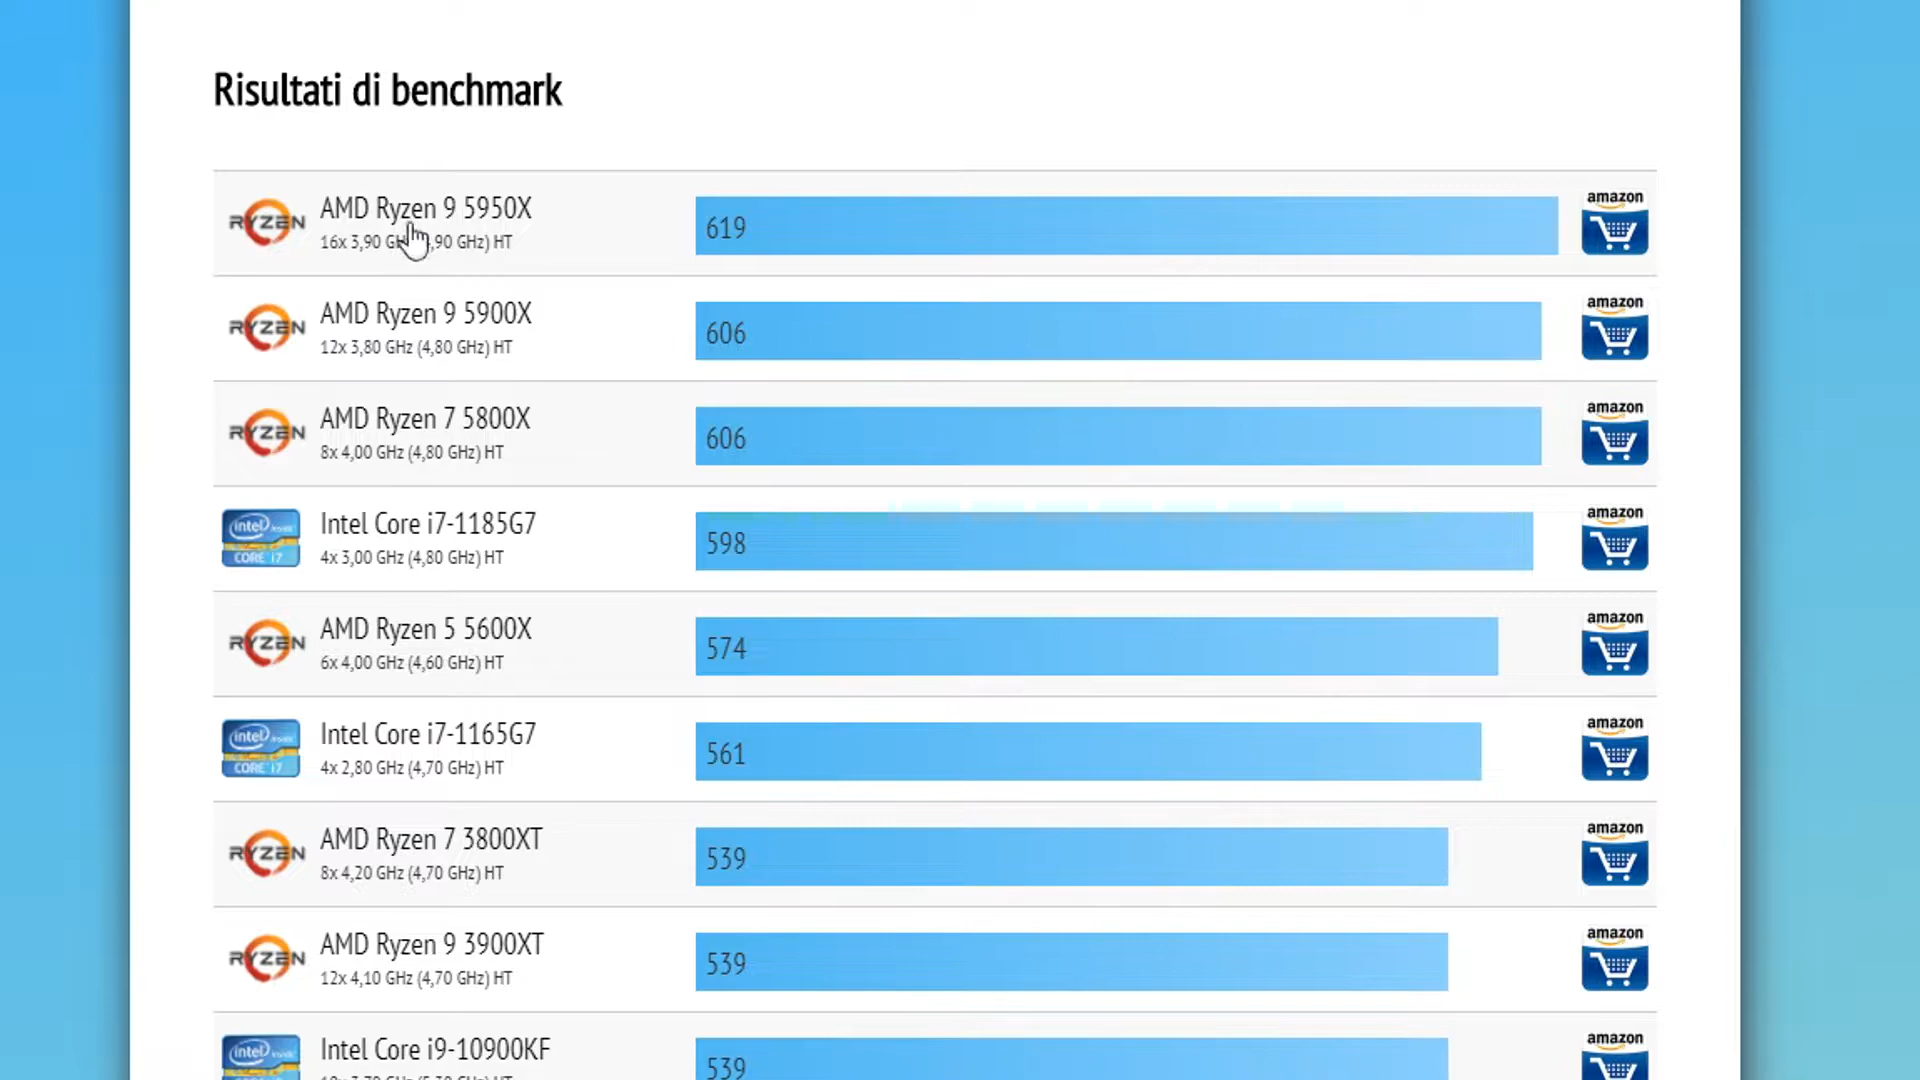 Risultati di benchmark
RYZEN AMD Ryzen 9 5950X 619 amazon
16x 3,90 ,90 GHz) HT
RYZEN AMD Ryzen 9 5900X 606 amazon
12x 3,80 GHz (4,80 GHz) HT
RYZEN AMD Ryzen 7 5800X 606 amazon
8x 4,00 GHz (4,80 GHz) HT
intel Intel Core i7-1185G7 598 amazon
CORE i7 4x 3,00 GHz (4,80 GHz) HT
RYZEN AMD Ryzen 5 5600X 574 amazon
6x 4,00 GHz (4,60 GHz) HT
intel Intel Core i7-1165G7 561 amazon
CORE i7 4x 2,80 GHz (4,70 GHz) HT
RYZEN AMD Ryzen 7 3800XT 539 amazon
8x 4,20 GHz (4,70 GHz) HT
RYZEN AMD Ryzen 9 3900XT 539 amazon
12x 4,10 GHz (4,70 GHz) HT
intel Intel Core i9-10900KF 539 amazon